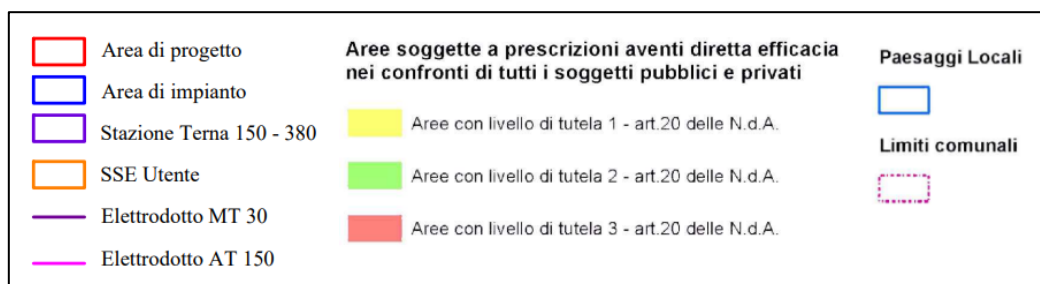 Area di progetto
Area di impianto
Stazione Terna 150 - 380
SSE Utente
Elettrodotto MT 30
Elettrodotto AT 150
Aree soggette a prescrizioni aventi diretta efficacia
nei confronti di tutti i soggetti pubblici e privati
Aree con livello di tutela 1 - art.20 delle N.d.A.
Aree con livello di tutela 2 - art.20 delle N.d.A.
Aree con livello di tutela 3 - art.20 delle N.d.A.
Paesaggi Locali
Limiti comunali